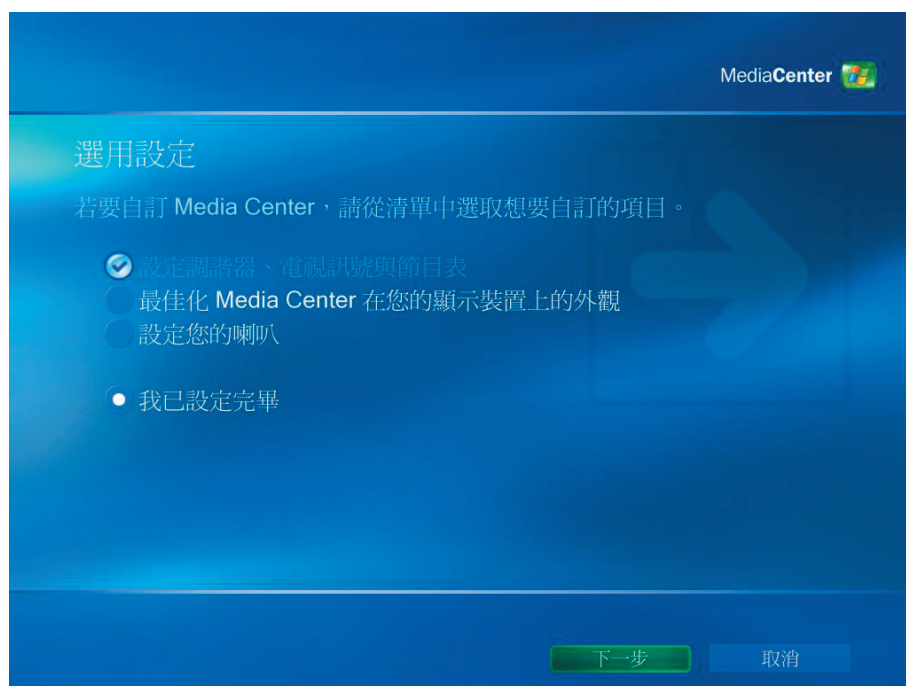 MediaCenter
選用設定
若要自訂 Media Center，請從清單中選取想要自訂的項目。
設定調諧器、電視訊號與節目表
最佳化 Media Center 在您的顯示裝置上的外觀
設定您的喇叭
我已設定完畢
下一步
取消